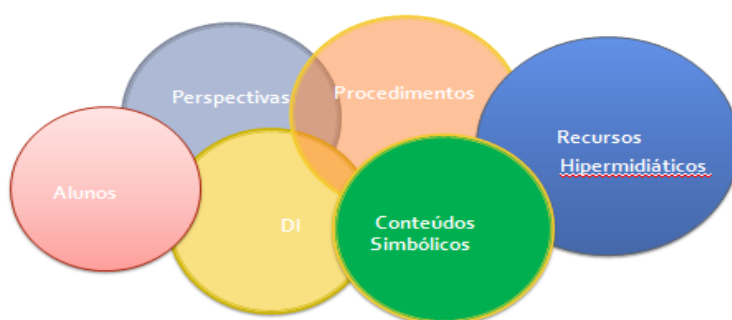 Perspectivas
Procedimentos
Recursos
Hipermidiáticos
Alunos
DI
Conteúdos
Simbólicos